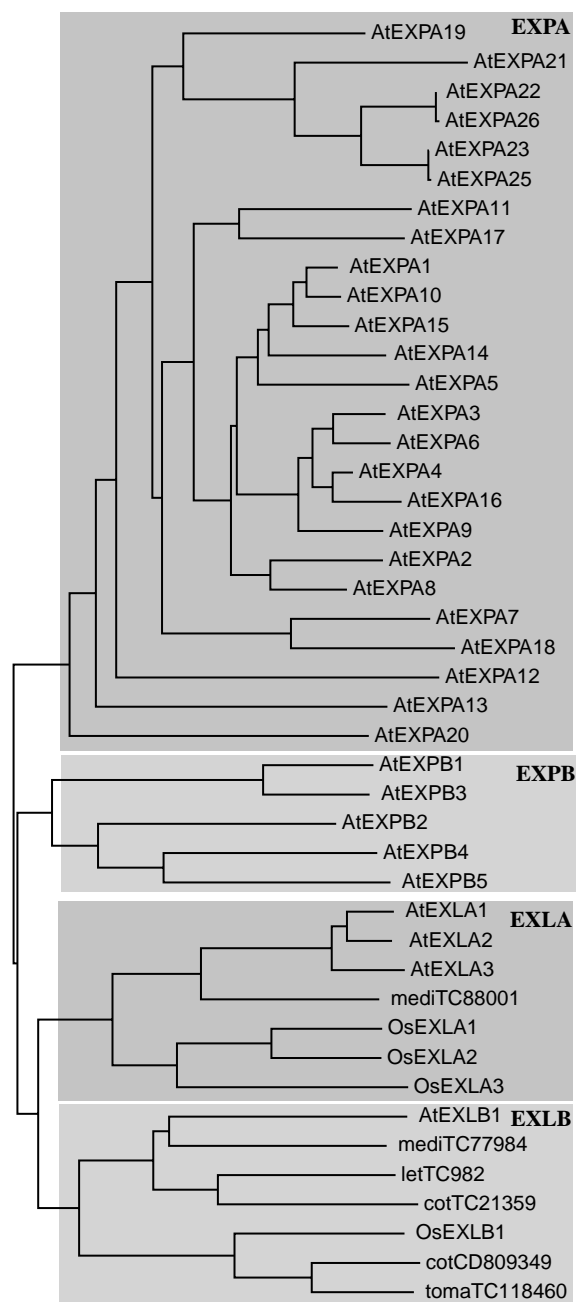 EXPA
AtEXPA19
AtEXPA21
AtEXPA22
AtEXPA26
AtEXPA23
AtEXPA25
AtEXPA11
AtEXPA17
AtEXPA1
AtEXPA10
AtEXPA15
AtEXPA14
AtEXPA5
AtEXPA3
AtEXPA6
AtEXPA4
AtEXPA16
AtEXPA9
AtEXPA2
AtEXPA8
AtEXPA7
AtEXPA18
AtEXPA12
AtEXPA13
AtEXPA20
EXPB
AtEXPB1
AtEXPB3
AtEXPB2
AtEXPB4
AtEXPB5
EXLA
AtEXLA1
AtEXLA2
AtEXLA3
mediTC88001
OsEXLA1
OsEXLA2
OsEXLA3
EXLB
AtEXLB1
mediTC77984
letTC982
cotTC21359
OsEXLB1
cotCD809349
tomaTC118460